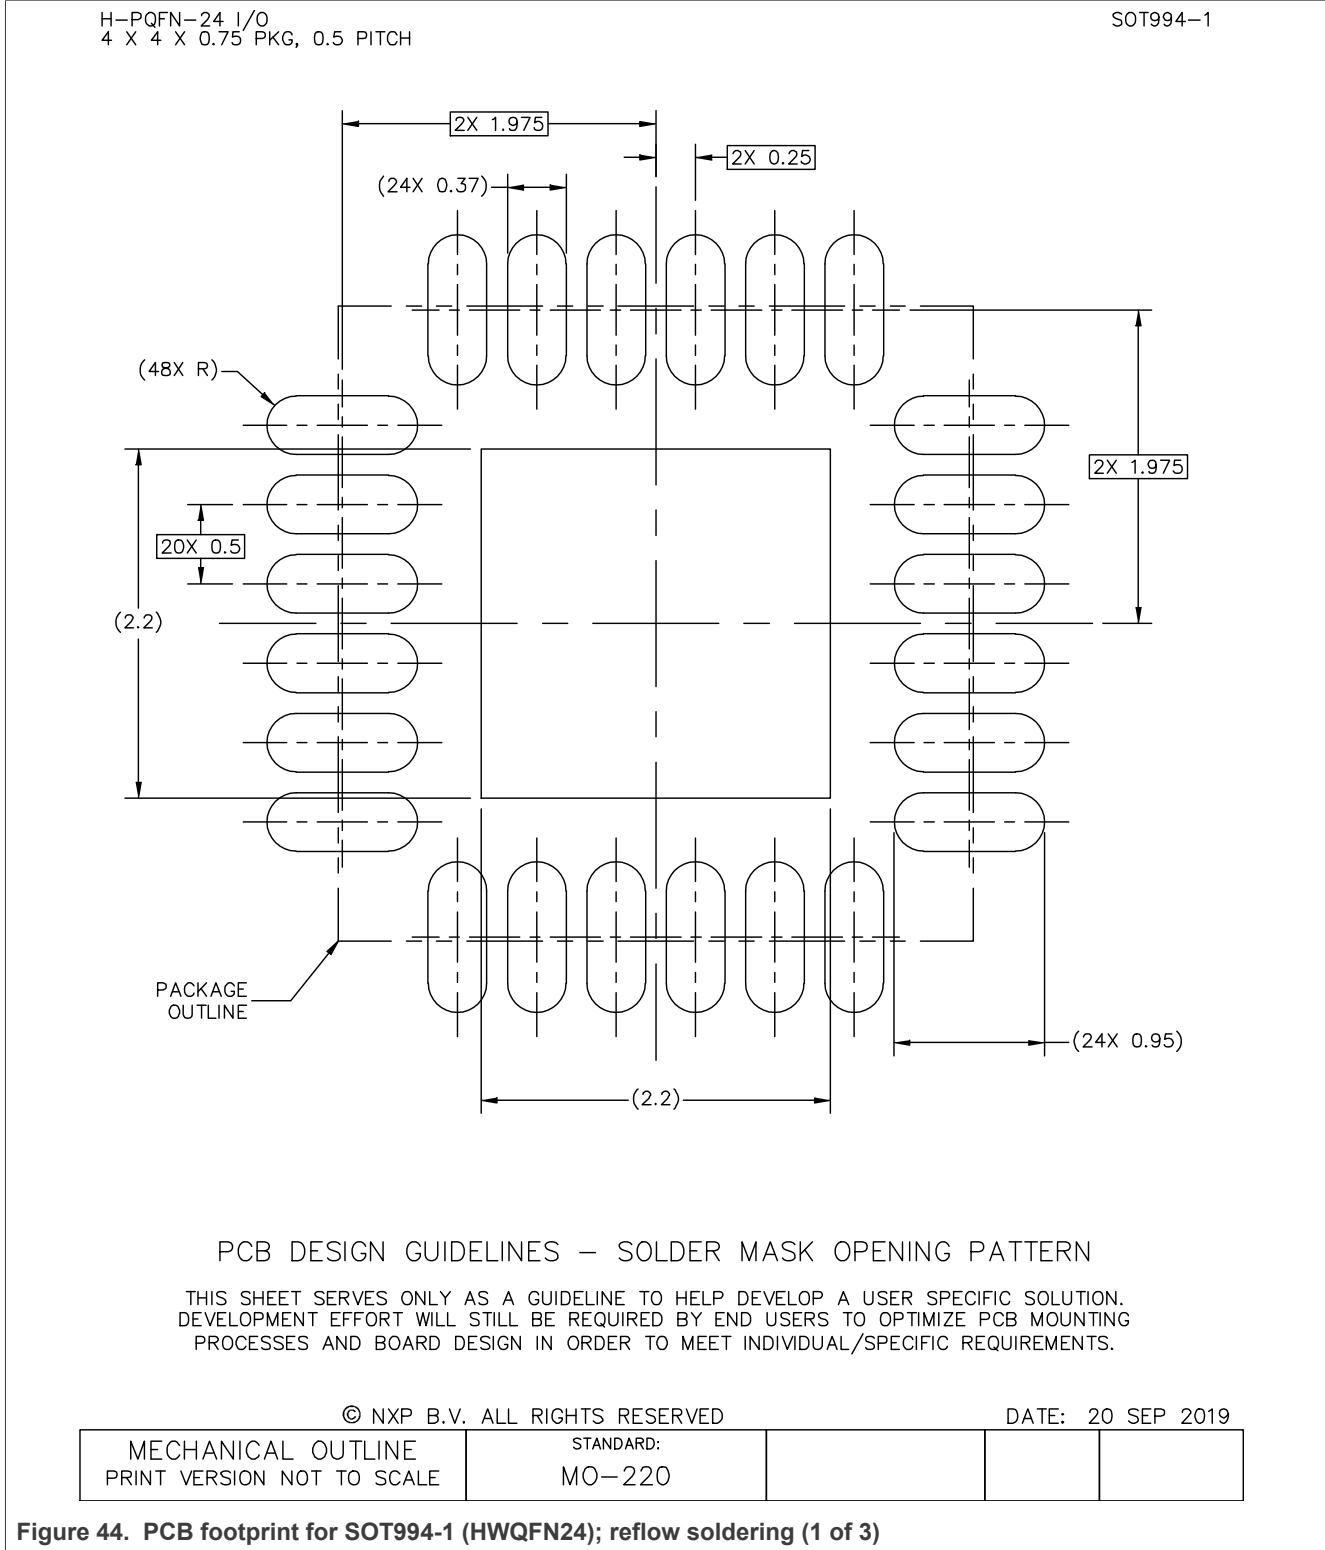 H-PQFN-24 I/O
4 X 4 X 0.75 PKG, 0.5 PITCH
SOT994-1
2X 1.975
2X 0.25
(24X 0.37)
(48X R)
2X 1.975
20X 0.5
(2.2)
PACKAGE
OUTLINE
(24X 0.95)
(2.2)
PCB DESIGN GUIDELINES - SOLDER MASK OPENING PATTERN
THIS SHEET SERVES ONLY AS A GUIDELINE TO HELP DEVELOP A USER SPECIFIC SOLUTION.
DEVELOPMENT EFFORT WILL STILL BE REQUIRED BY END USERS TO OPTIMIZE PCB MOUNTING
PROCESSES AND BOARD DESIGN IN ORDER TO MEET INDIVIDUAL/SPECIFIC REQUIREMENTS.
© NXP B.V. ALL RIGHTS RESERVED
DATE: 20 SEP 2019
MECHANICAL OUTLINE
PRINT VERSION NOT TO SCALE
STANDARD:
MO-220
Figure 44. PCB footprint for SOT994-1 (HWQFN24); reflow soldering (1 of 3)